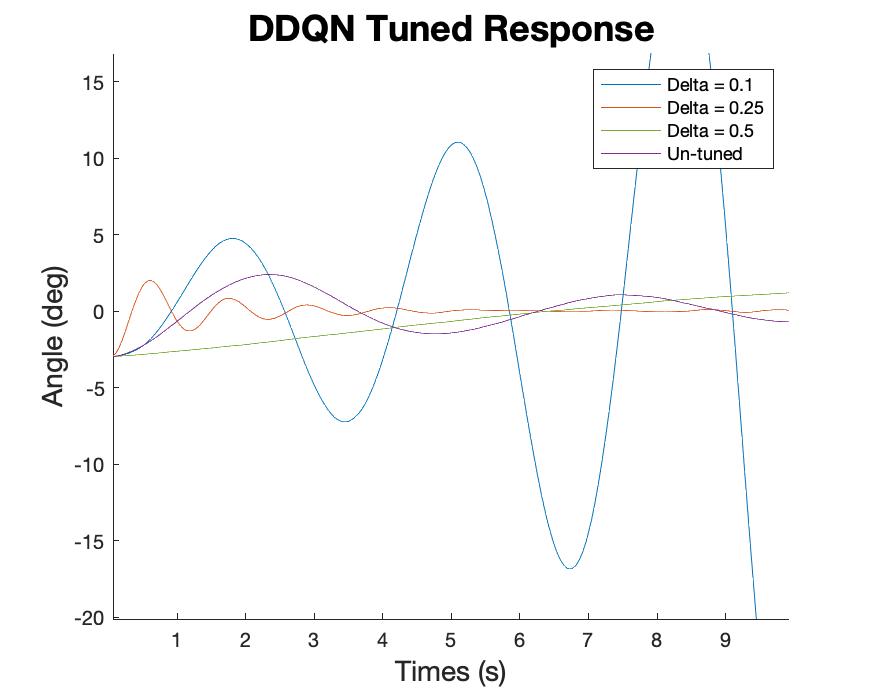 DDQN Tuned Response
Delta = 0.1
Delta = 0.25
Delta = 0.5
Un-tuned
15
10
5
0
-5
-10
-15
-20
Angle (deg)
1 2 3 4 5 6 7 8 9
Times (s)